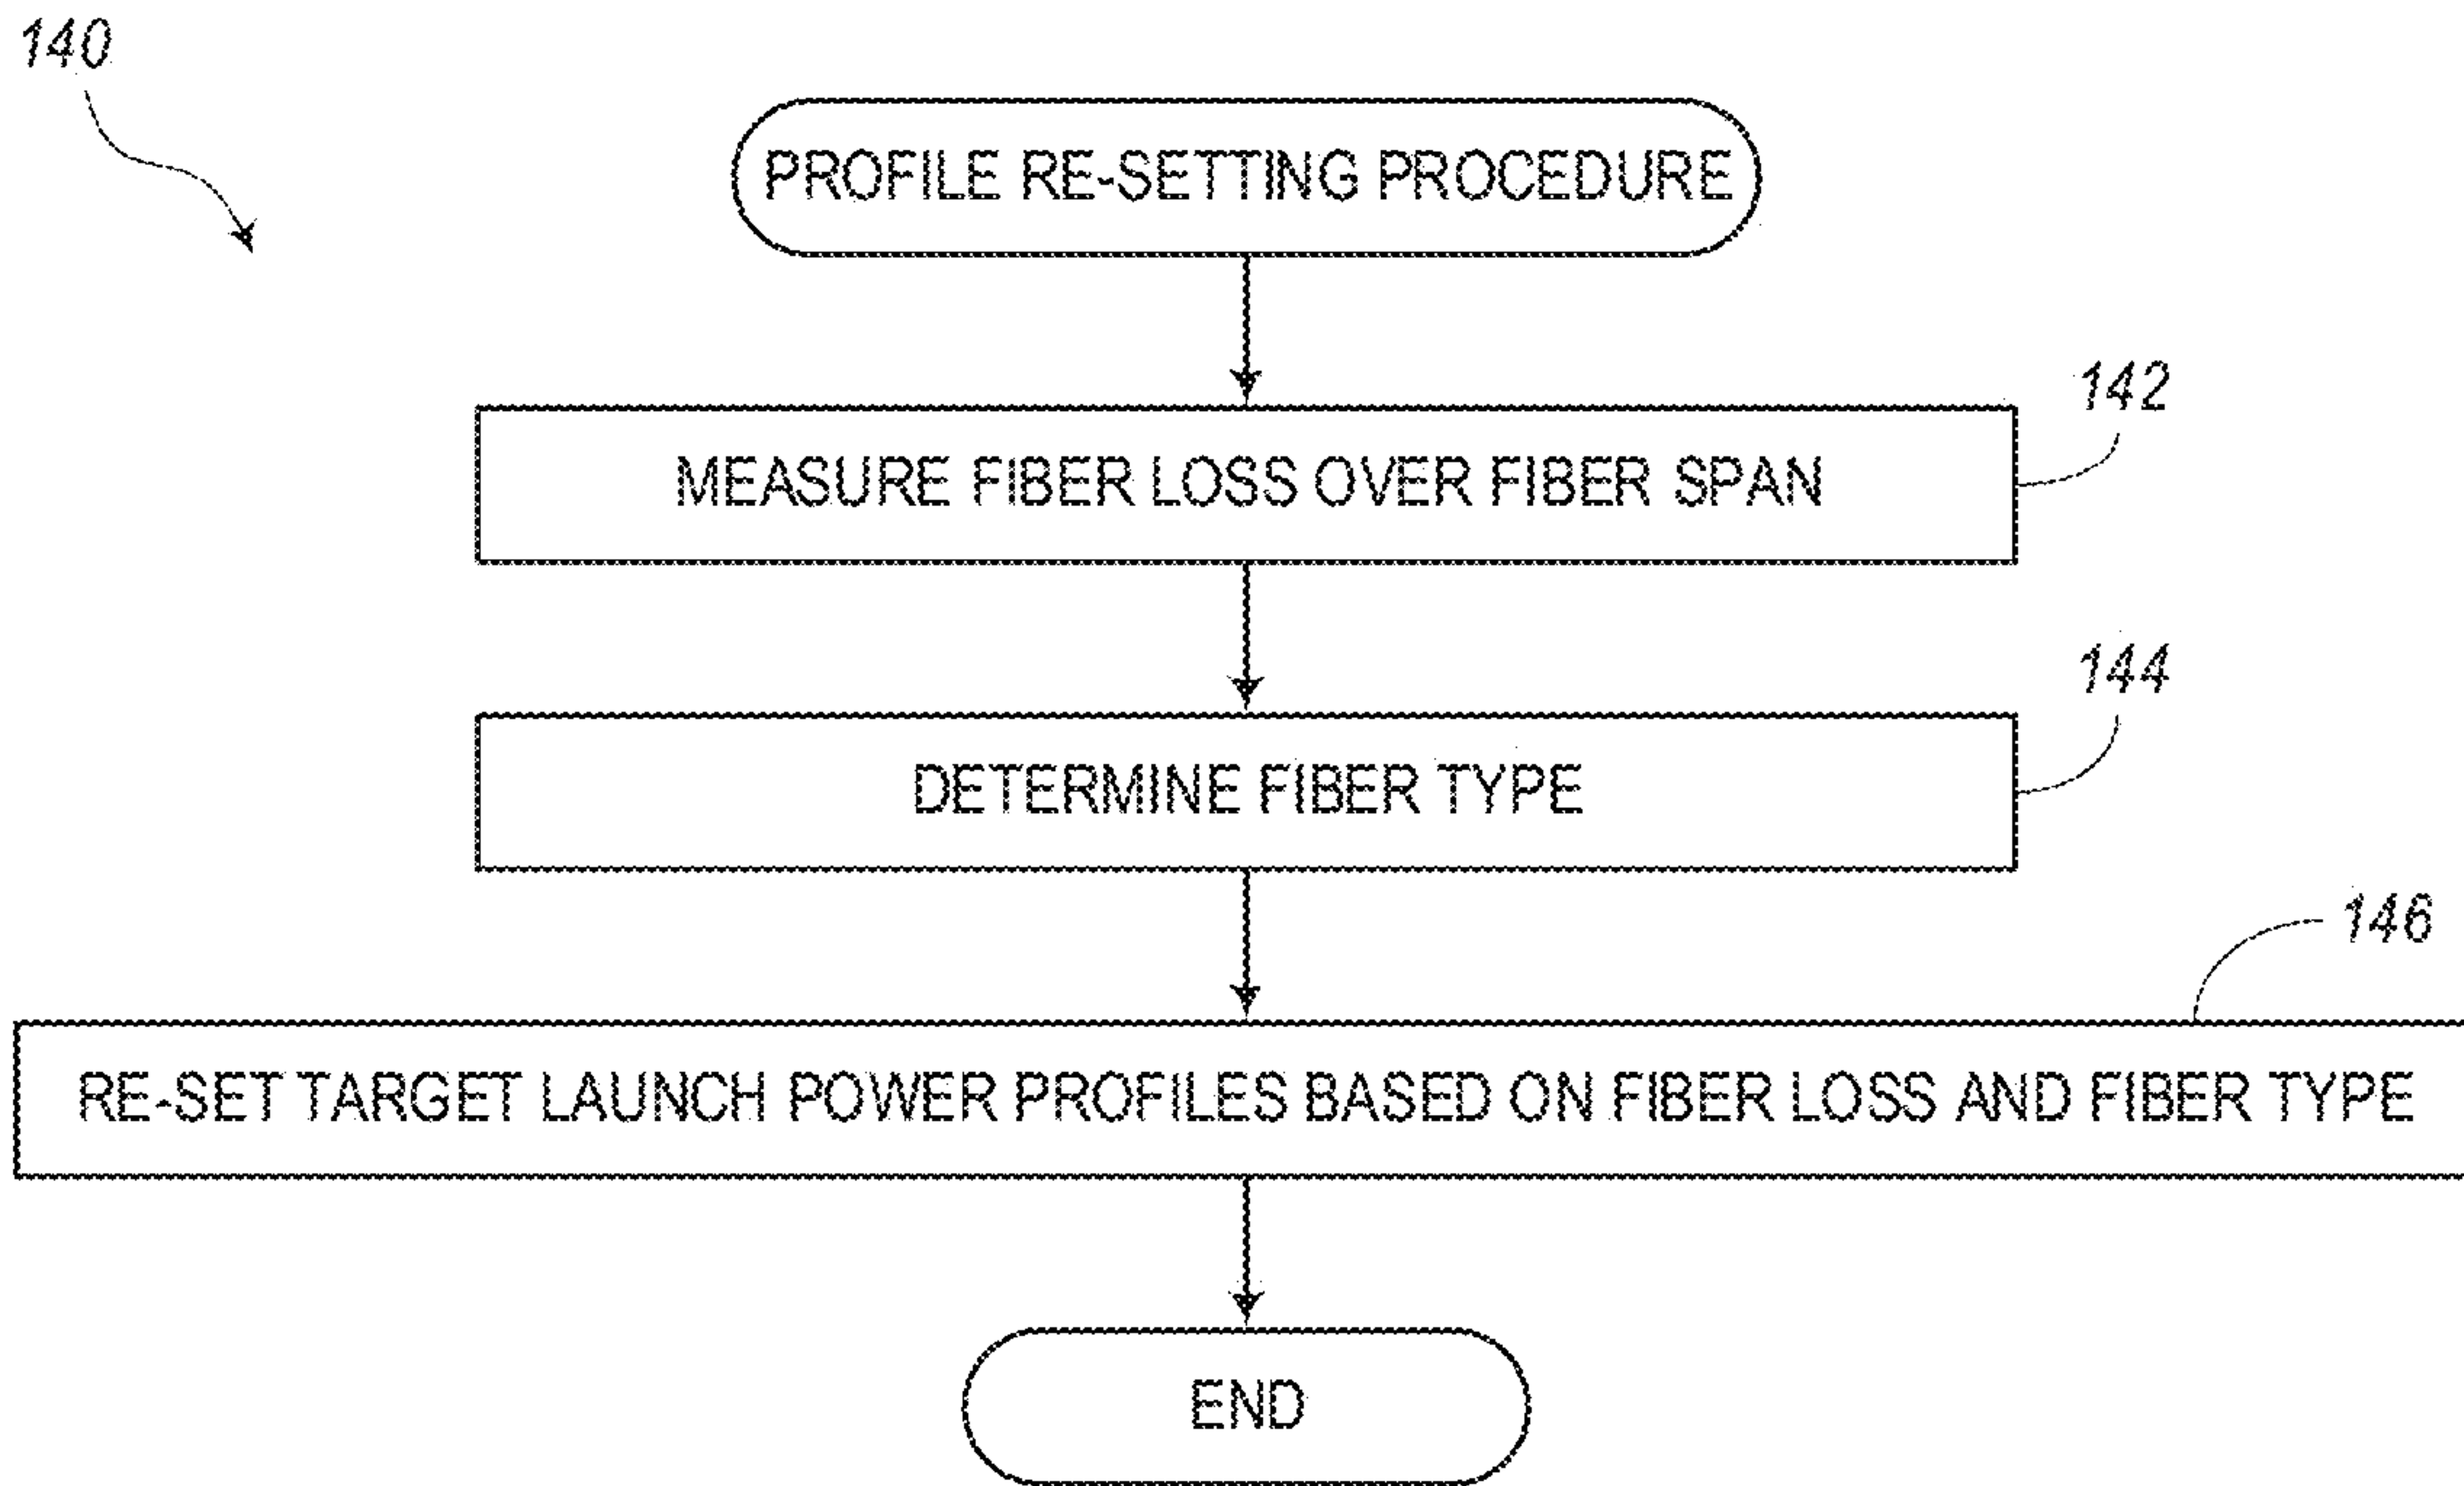 140
PROFILE RE-SETTING PROCEDURE
142
MEASURE FIBER LOSS OVER FIBER SPAN
144
DETERMINE FIBER TYPE
146
RE-SET TARGET LAUNCH POWER PROFILES BASED ON FIBER LOSS AND FIBER TYPE
END